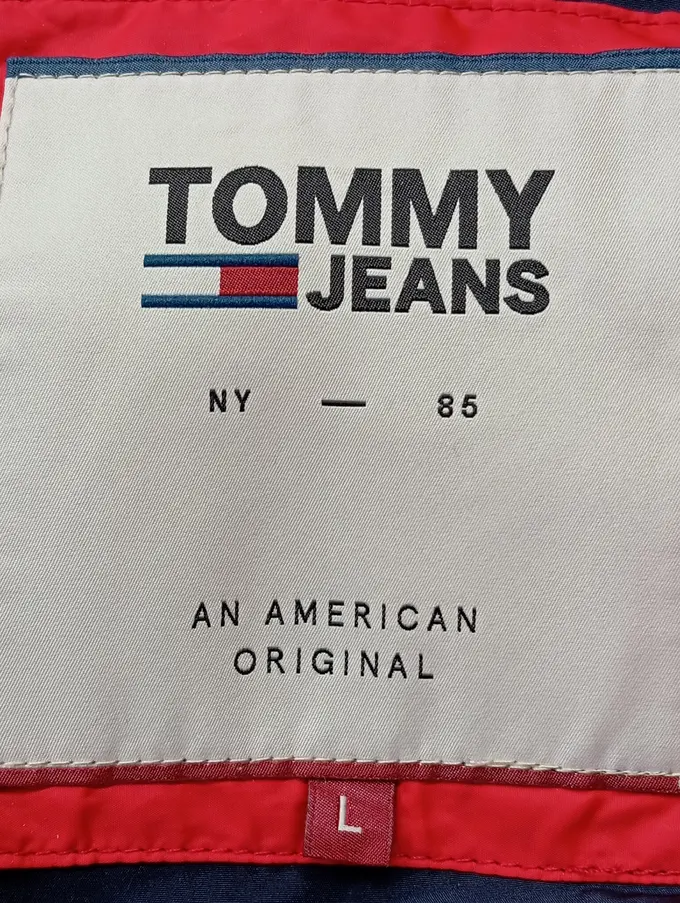 TOMMY
JEANS
NY — 85
AN AMERICAN
ORIGINAL
L